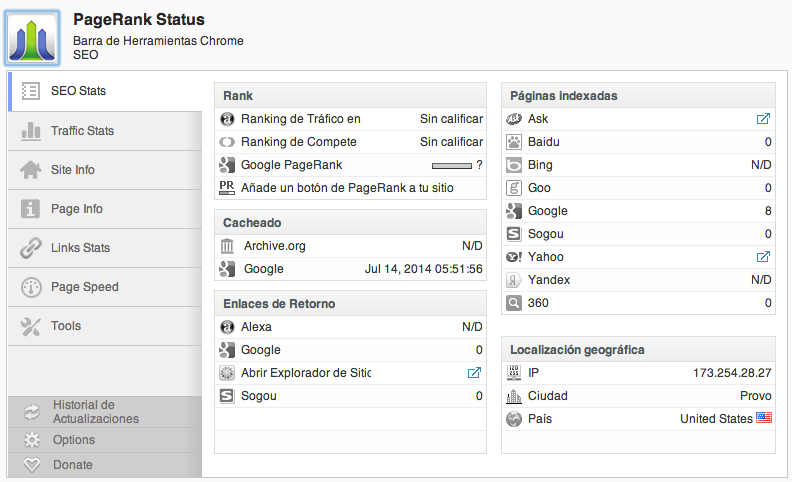 PageRank Status
Barra de Herramientas Chrome
SEO
SEO Stats
Traffic Stats
Site Info
Page Info
Links Stats
Page Speed
Tools
Historial de
Actualizaciones
Options
Donate
Rank
Ranking de Tráfico en Sin calificar
Ranking de Compete Sin calificar
Google PageRank ?
PR Añade un botón de PageRank a tu sitio
Cacheado
Archive.org N/D
Google Jul 14, 2014 05:51:56
Enlaces de Retorno
Alexa N/D
Google 0
Abrir Explorador de Sitio
Sogou 0
Páginas indexadas
Ask
Baidu 0
Bing N/D
Goo 0
Google 8
Sogou 0
Yahoo
Yandex N/D
360 0
Localización geográfica
IP 173.254.28.27
Ciudad Provo
País United States